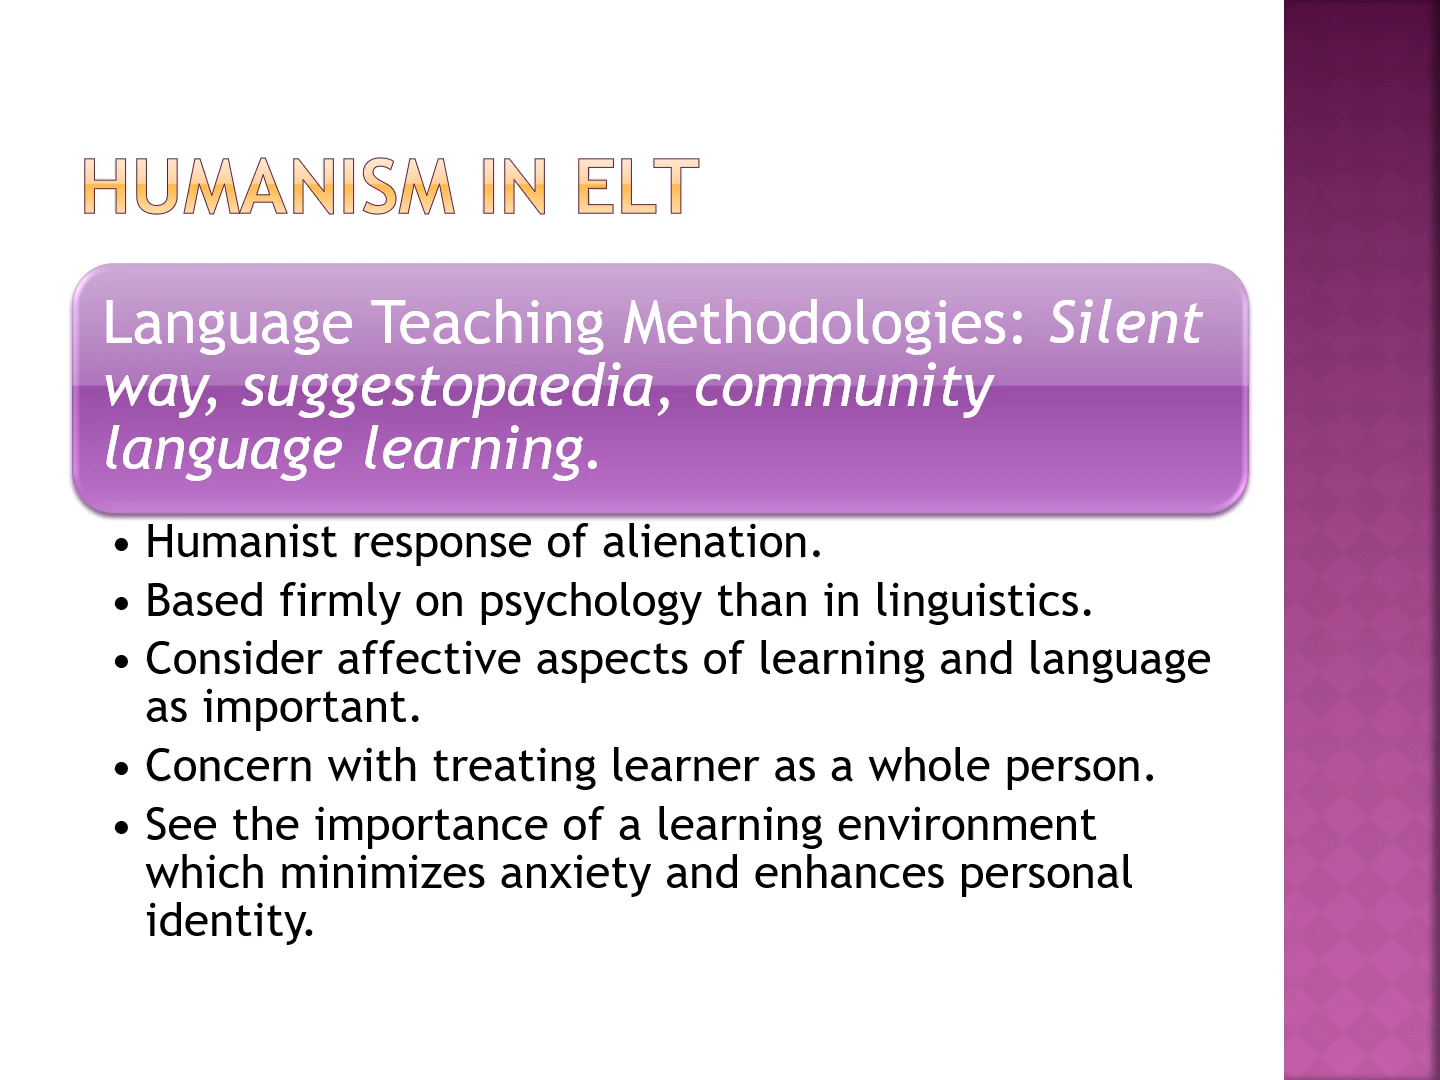 HUMANISM IN ELT
Language Teaching Methodologies: Silent
way, suggestopaedia, community
language learning.
• Humanist response of alienation.
• Based firmly on psychology than in linguistics.
• Consider affective aspects of learning and language
as important.
• Concern with treating learner as a whole person.
• See the importance of a learning environment
which minimizes anxiety and enhances personal
identity.